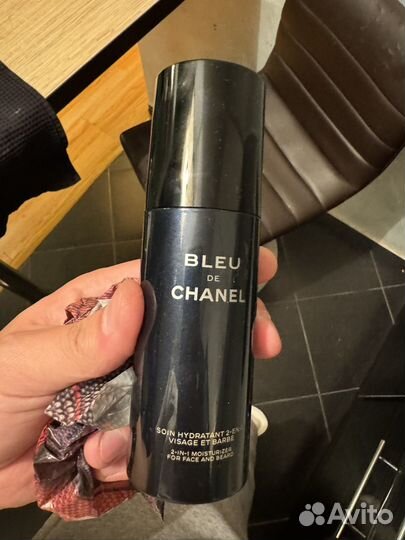 BLEU
DE
CHANEL
SOIN HYDRATANT 2-EN-
VISAGE ET BARBE
2-IN-1 MOISTURIZER
FOR FACE AND BEARD
Avito